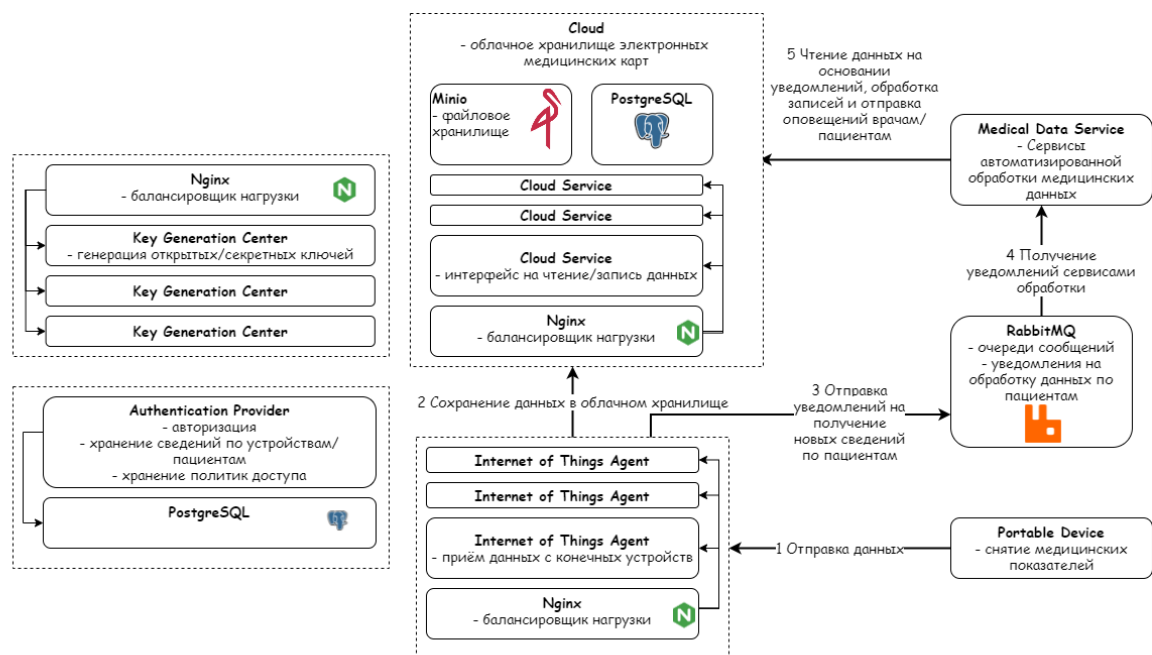 Cloud
- облачное хранилище электронных
медицинских карт
Minio
- файловое
хранилище
PostgreSQL
Cloud Service
Cloud Service
Cloud Service
- интерфейс на чтение/запись данных
Nginx
- балансировщик нагрузки
5 Чтение данных на
основании
уведомлений, обработка
записей и отправка
оповещений врачам/
пациентам
Medical Data Service
- Сервисы
автоматизированной
обработки медицинских
данных
Nginx
- балансировщик нагрузки
Key Generation Center
- генерация открытых/секретных ключей
Key Generation Center
Key Generation Center
4 Получение
уведомлений сервисами
обработки
RabbitMQ
- очереди сообщений
- уведомления на
обработку данных по
пациентам
Authentication Provider
- авторизация
- хранение сведений по устройствам/
пациентам
- хранение политик доступа
PostgreSQL
2 Сохранение данных в облачном хранилище
3 Отправка
уведомлений на
получение
новых сведений
по пациентам
Internet of Things Agent
Internet of Things Agent
Internet of Things Agent
- приём данных с конечных устройств
Nginx
- балансировщик нагрузки
1 Отправка данных
Portable Device
- снятие медицинских
показателей